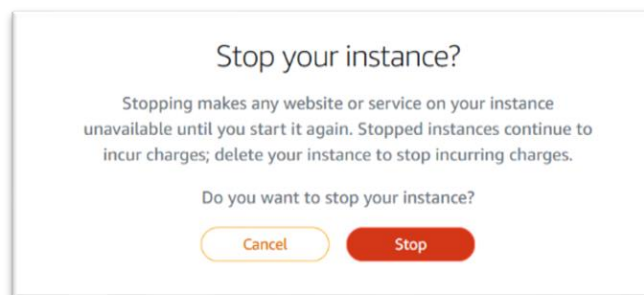 Stop your instance?
Stopping makes any website or service on your instance
unavailable until you start it again. Stopped instances continue to
incur charges; delete your instance to stop incurring charges.
Do you want to stop your instance?
Cancel Stop